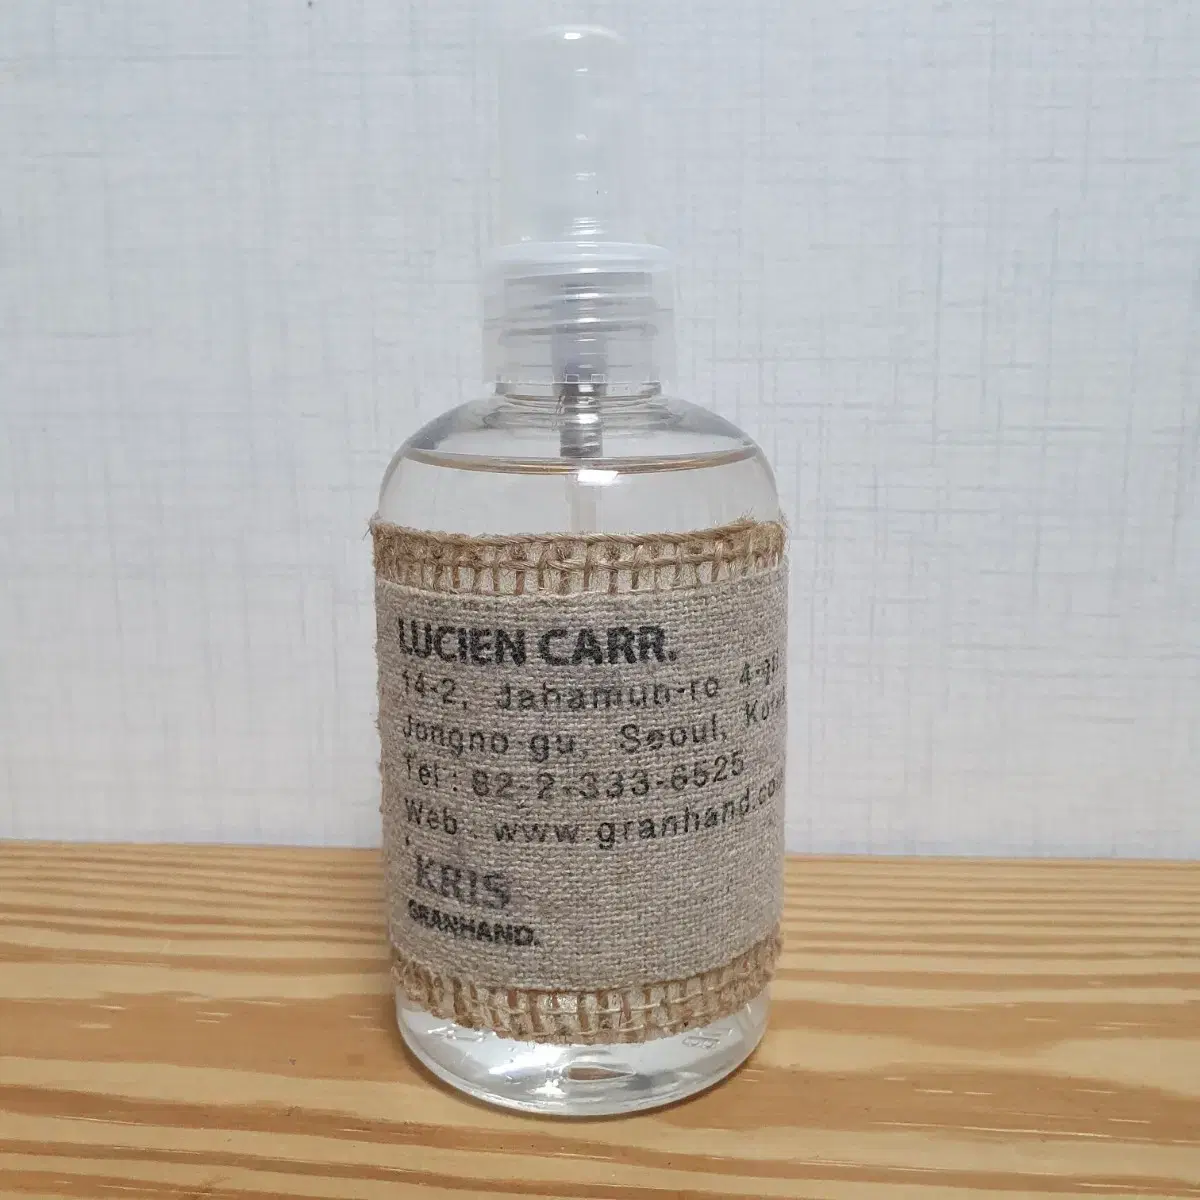 LUCIEN CARR.
14-2, Jahamun-ro 4-gil
Jongno-gu, Seoul, Korea
Tel : 82-2-333-6525
Web : www.granhand.com
KRIS
GRANHAND.